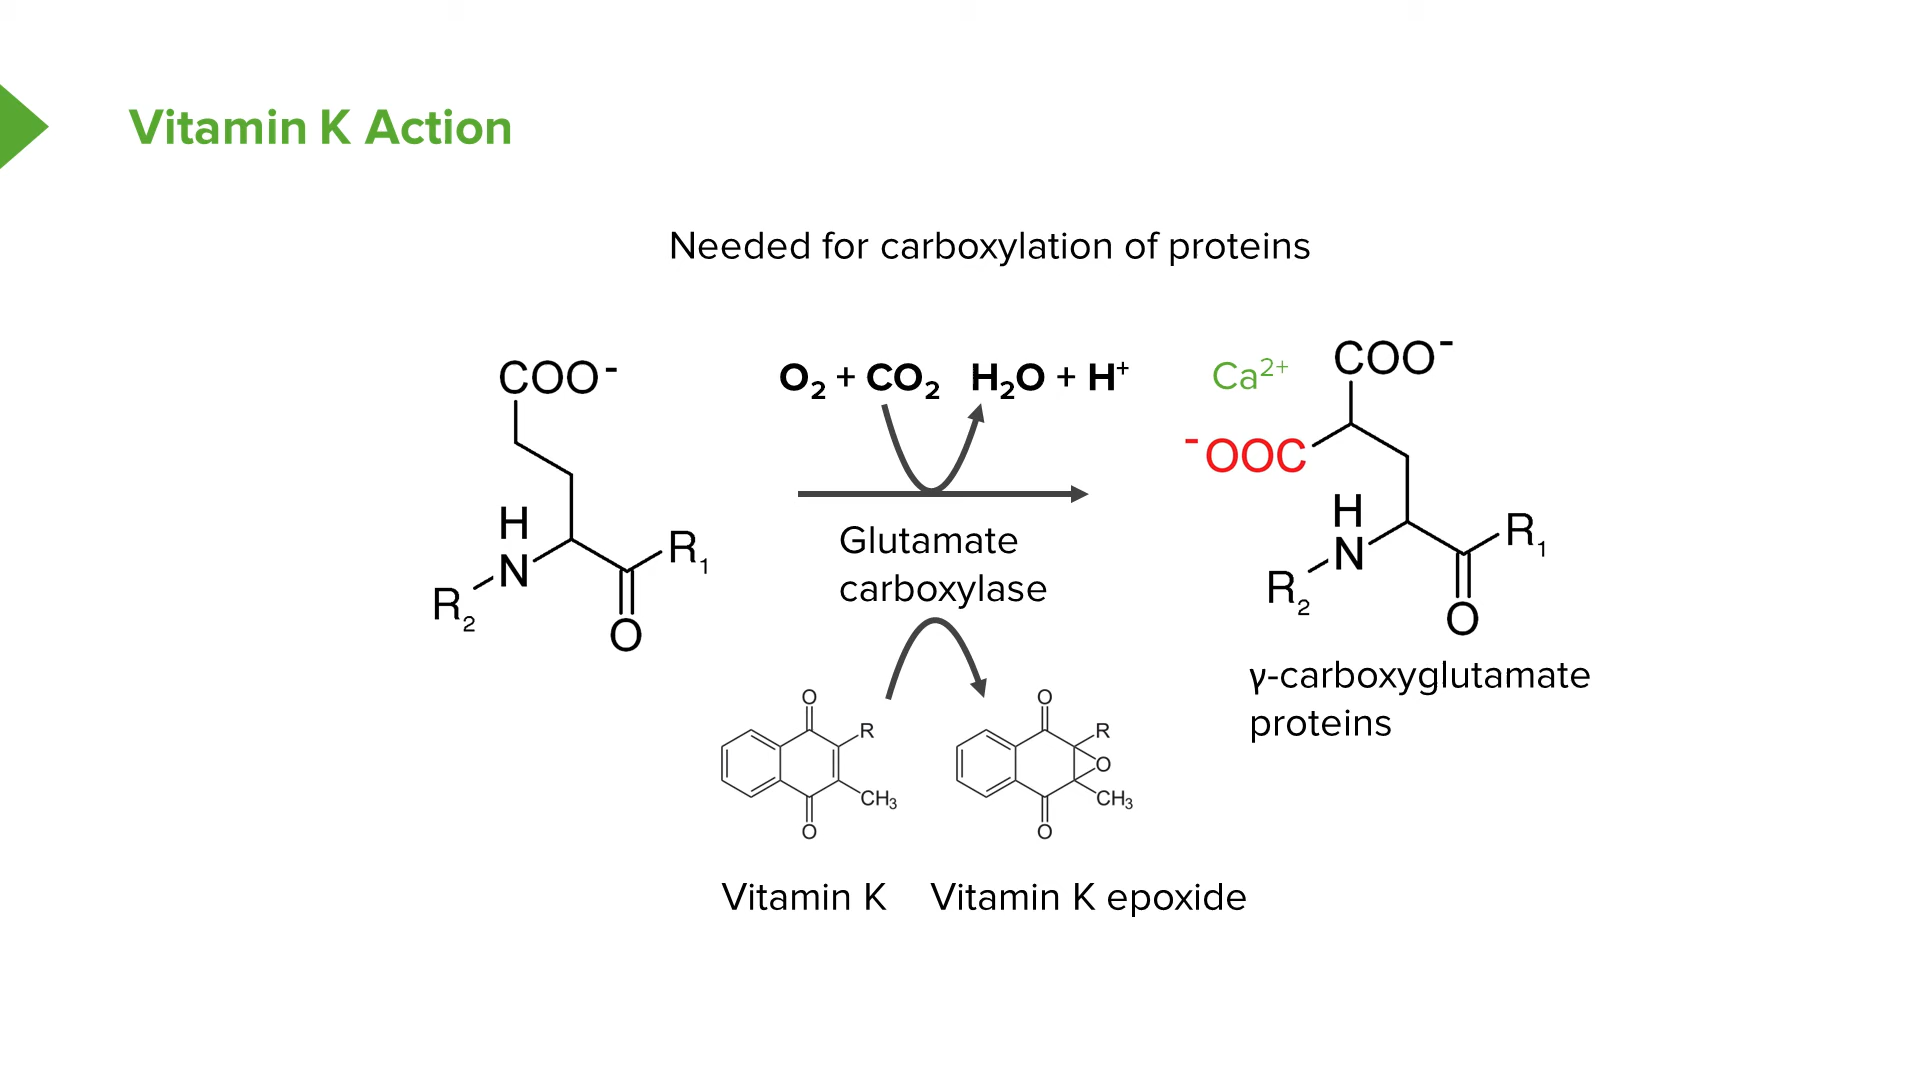 Vitamin K Action
Needed for carboxylation of proteins
COO⁻
H
N
R₂
R₁
O
O₂ + CO₂ H₂O + H⁺
Glutamate
carboxylase
O
R
CH₃
O
Vitamin K
O
R
O
CH₃
O
Vitamin K epoxide
Ca²⁺
COO⁻
⁻OOC
H
N
R₂
R₁
O
γ-carboxyglutamate
proteins